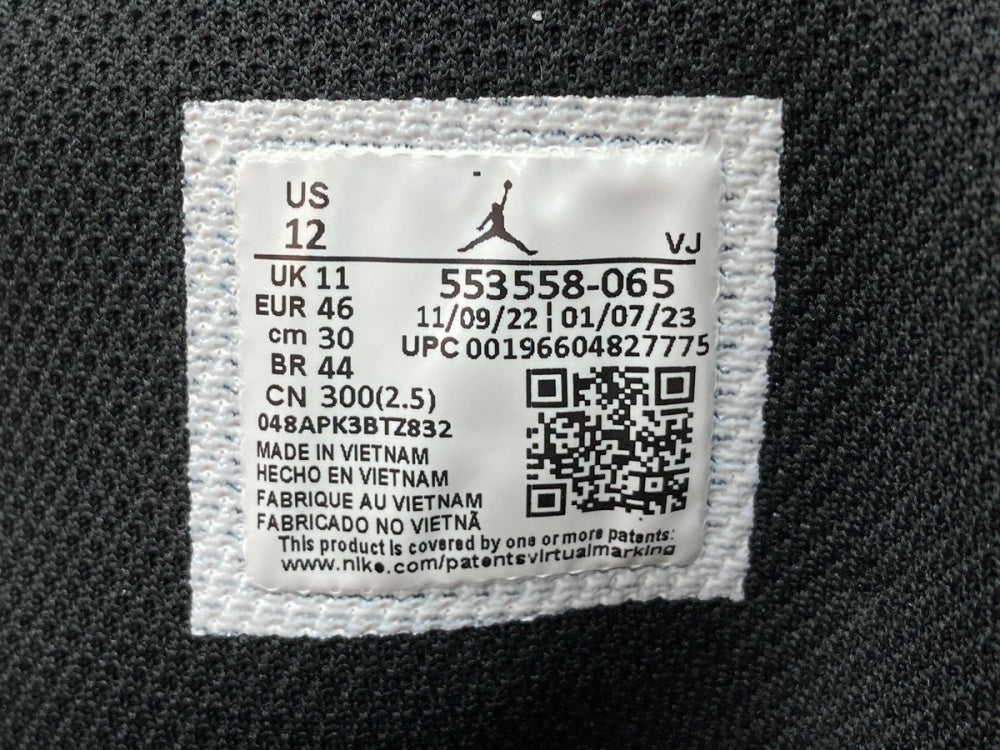 US
12
VJ
UK 11
EUR 46
cm 30
BR 44
CN 300(2.5)
553558-065
11/09/22 ¦ 01/07/23
UPC 00196604827775
048APK3BTZ832
MADE IN VIETNAM
HECHO EN VIETNAM
FABRIQUE AU VIETNAM
FABRICADO NO VIETNÃ
This product is covered by one or more patents:
www.nike.com/patentsvirtualmarking